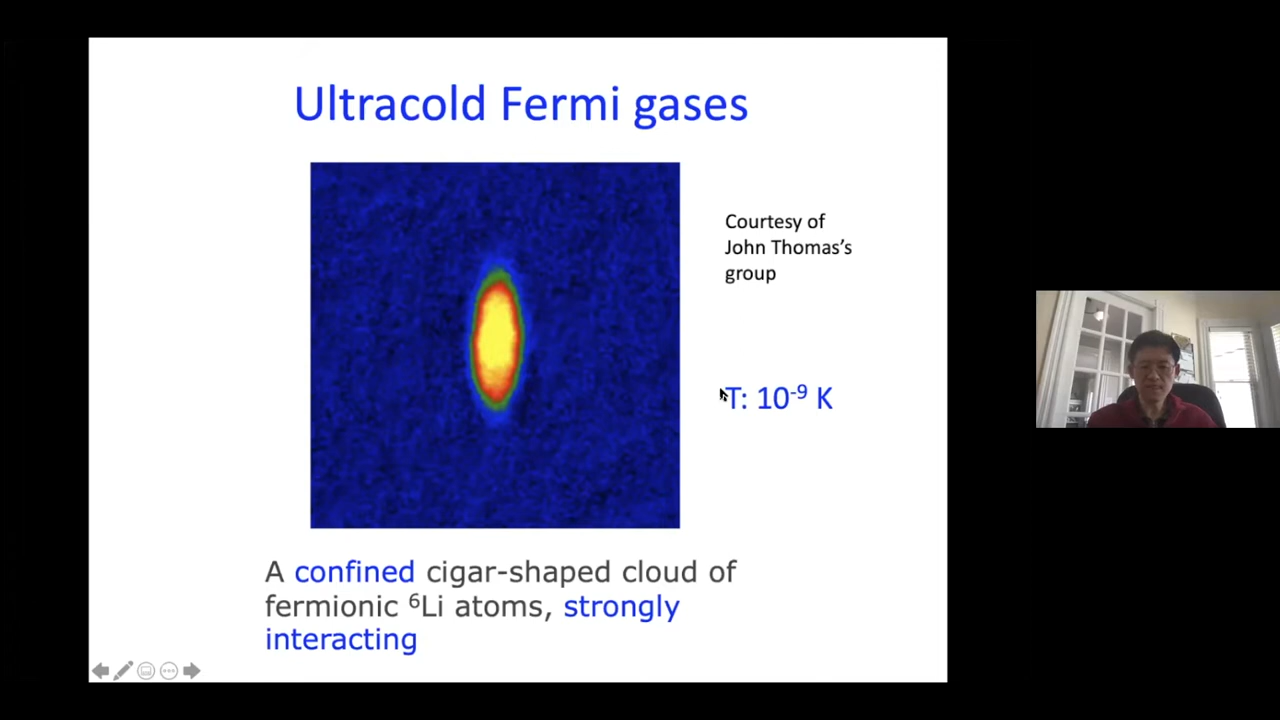 Ultracold Fermi gases
Courtesy of
John Thomas’s
group
T: 10⁻⁹ K
A confined cigar-shaped cloud of
fermionic ⁶Li atoms, strongly
interacting